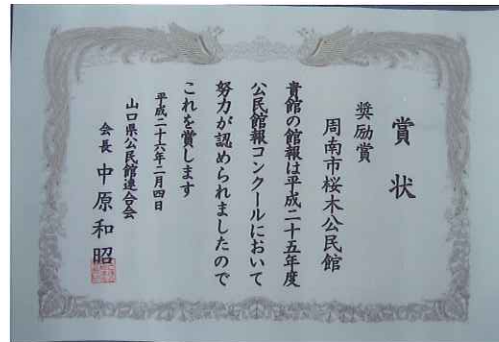 賞状
奨励賞
周南市桜木公民館
貴館の館報は平成二十五年度
公民館報コンクールにおいて
努力が認められましたので
これを賞します
平成二十六年二月四日
山口県公民館連合会
会長 中原和昭